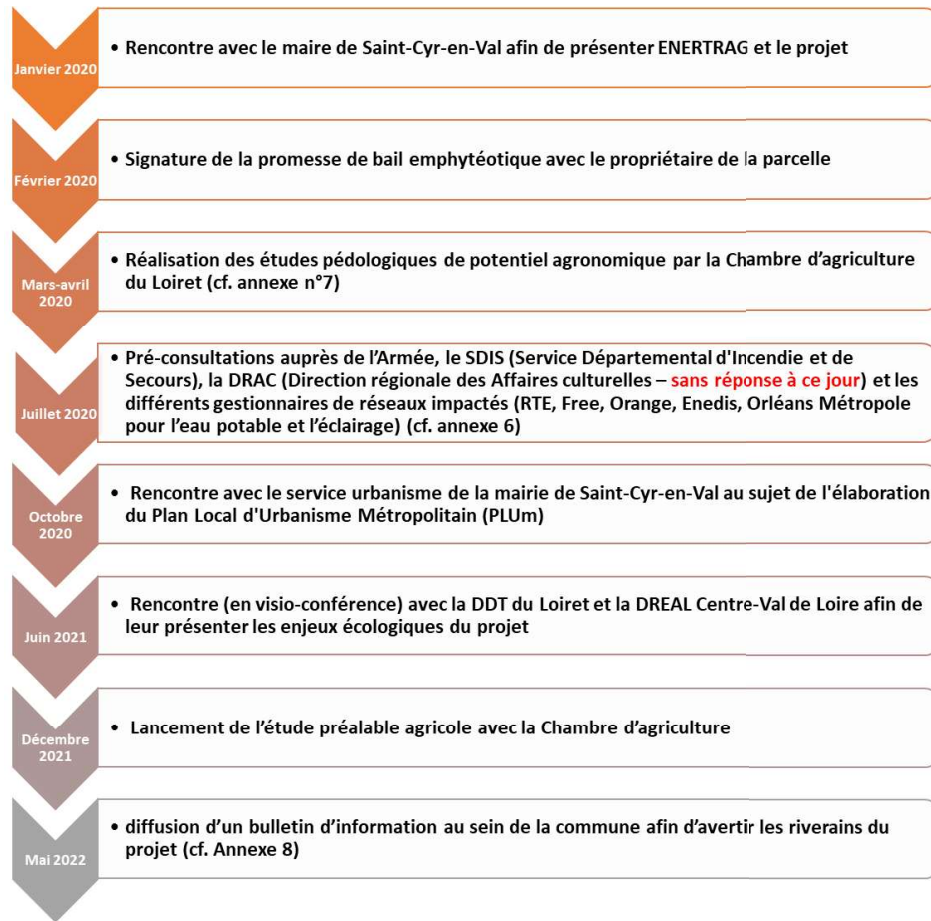 Janvier 2020
• Rencontre avec le maire de Saint-Cyr-en-Val afin de présenter ENERTRAG et le projet
Février 2020
• Signature de la promesse de bail emphytéotique avec le propriétaire de la parcelle
Mars-avril
2020
• Réalisation des études pédologiques de potentiel agronomique par la Chambre d'agriculture
du Loiret (cf. annexe n°7)
Juillet 2020
• Pré-consultations auprès de l'Armée, le SDIS (Service Départemental d'Incendie et de
Secours), la DRAC (Direction régionale des Affaires culturelles – sans réponse à ce jour) et les
différents gestionnaires de réseaux impactés (RTE, Free, Orange, Enedis, Orléans Métropole
pour l'eau potable et l'éclairage) (cf. annexe 6)
Octobre
2020
• Rencontre avec le service urbanisme de la mairie de Saint-Cyr-en-Val au sujet de l'élaboration
du Plan Local d'Urbanisme Métropolitain (PLUm)
Juin 2021
• Rencontre (en visio-conférence) avec la DDT du Loiret et la DREAL Centre-Val de Loire afin de
leur présenter les enjeux écologiques du projet
Décembre
2021
• Lancement de l'étude préalable agricole avec la Chambre d'agriculture
Mai 2022
• diffusion d'un bulletin d'information au sein de la commune afin d'avertir les riverains du
projet (cf. Annexe 8)